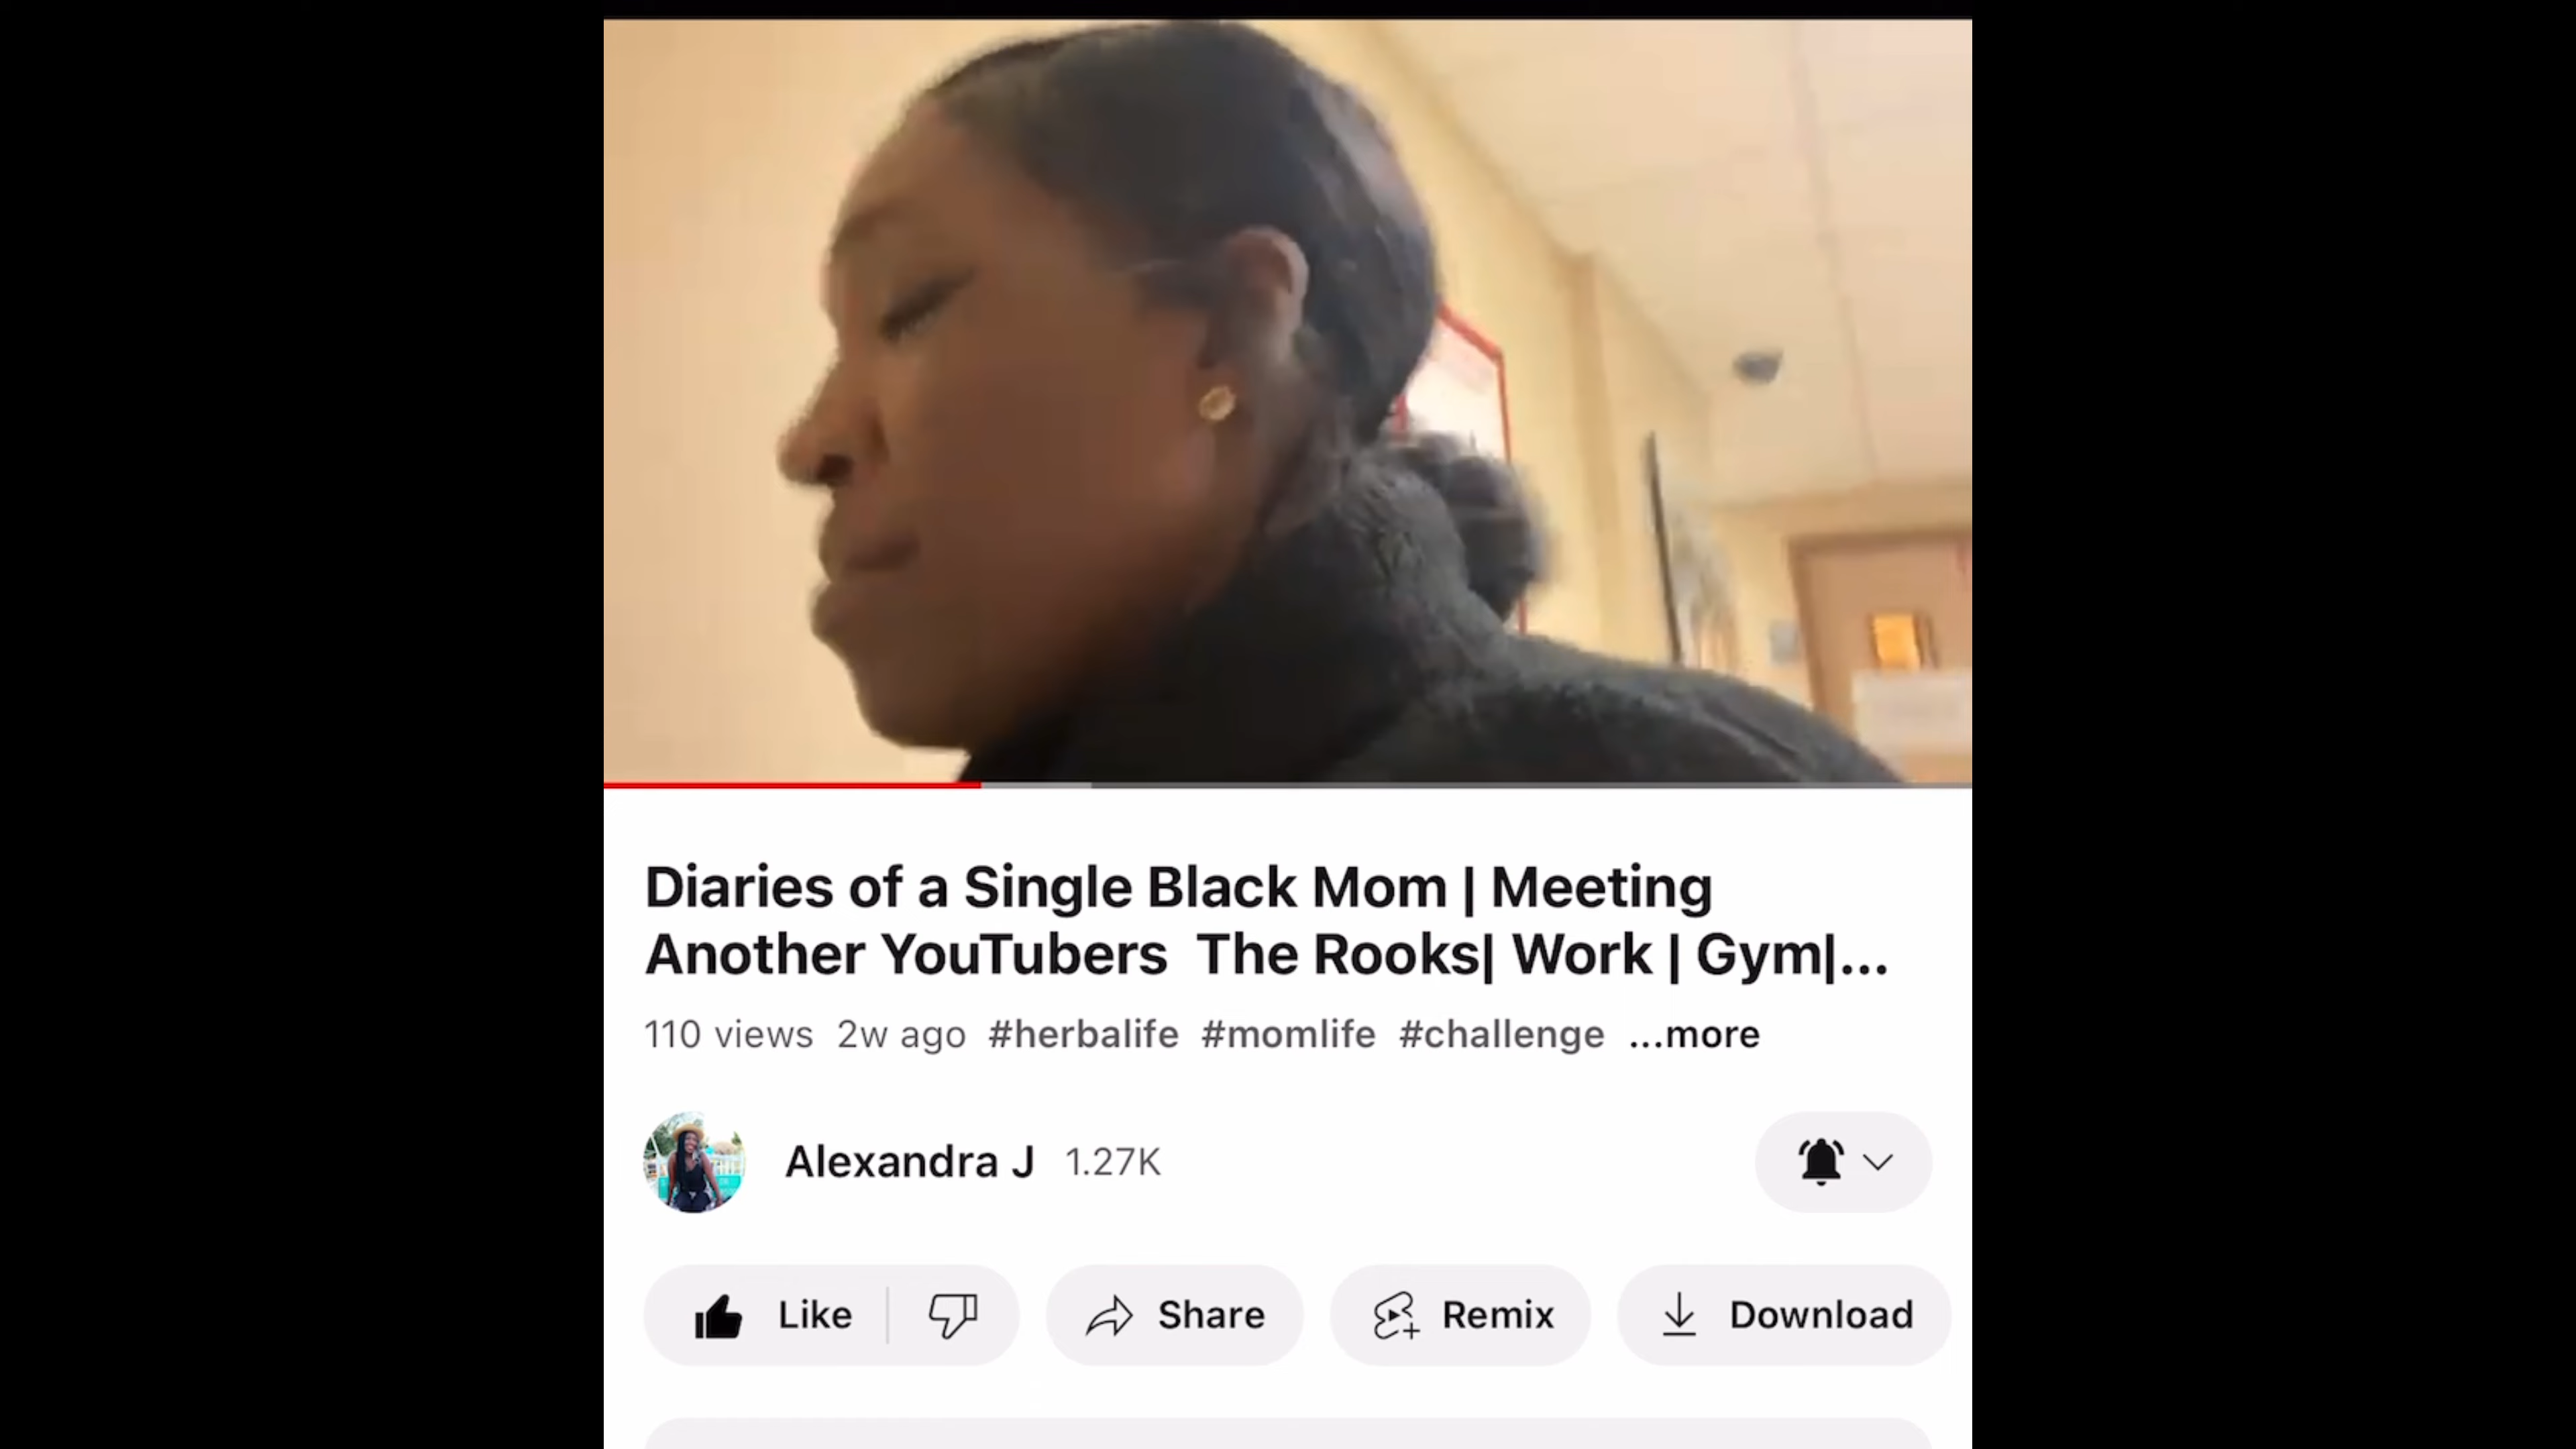 Diaries of a Single Black Mom | Meeting
Another YouTubers  The Rooks| Work | Gym|...
110 views 2w ago #herbalife #momlife #challenge ...more
Alexandra J 1.27K
Like Share Remix Download